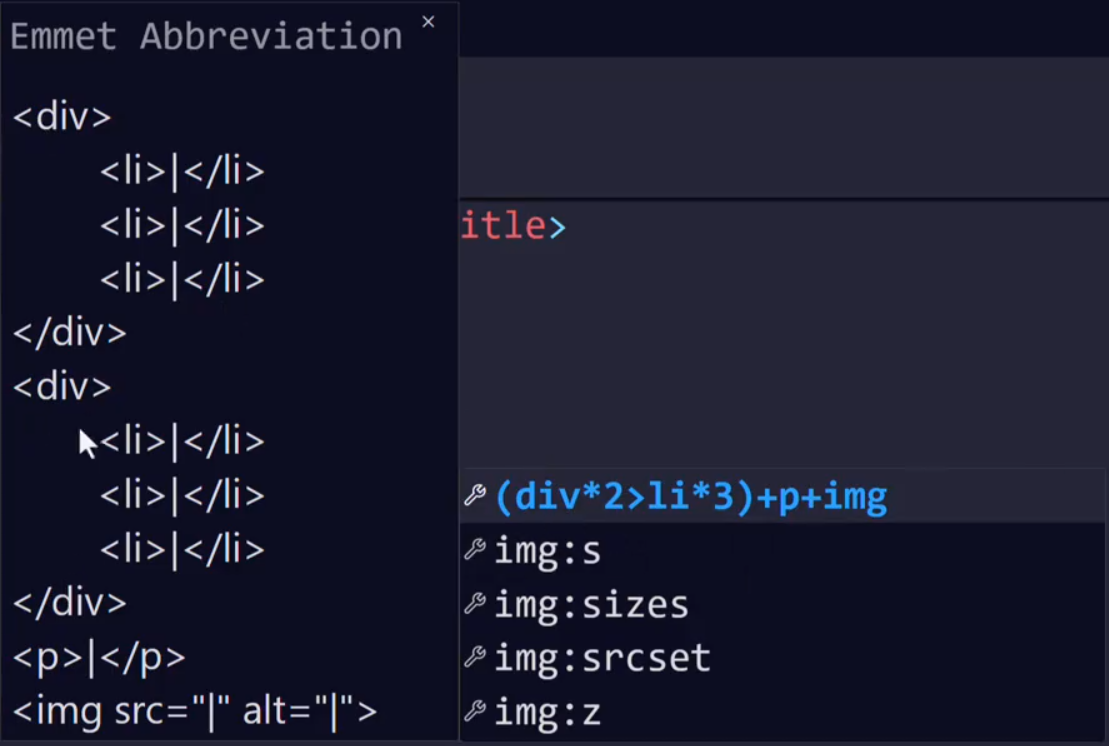 Emmet Abbreviation ×
<div>
<li>|</li>
<li>|</li>
<li>|</li>
</div>
<div>
<li>|</li>
<li>|</li>
<li>|</li>
</div>
<p>|</p>
<img src="|" alt="|">
itle>
(div*2>li*3)+p+img
img:s
img:sizes
img:srcset
img:z